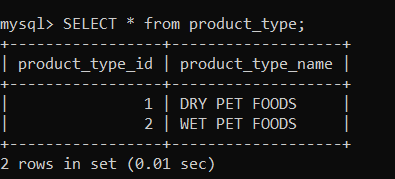 mysql> SELECT * from product_type;
+-----------------+-------------------+
| product_type_id | product_type_name |
+-----------------+-------------------+
|               1 | DRY PET FOODS     |
|               2 | WET PET FOODS     |
+-----------------+-------------------+
2 rows in set (0.01 sec)